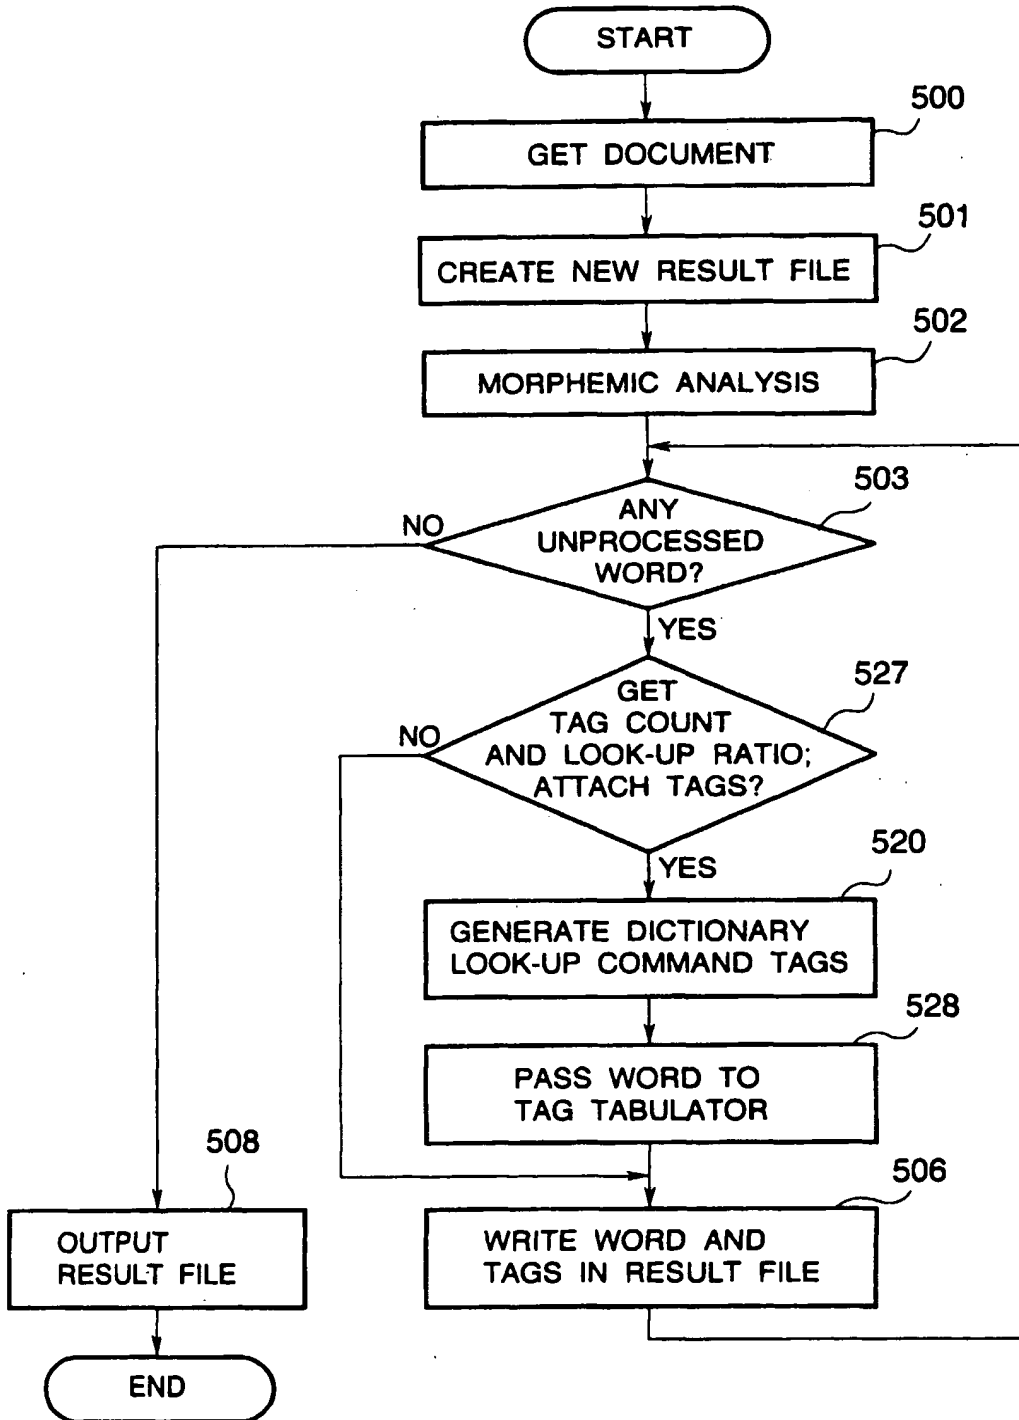 START
500
GET DOCUMENT
501
CREATE NEW RESULT FILE
502
MORPHEMIC ANALYSIS
503
NO
ANY
UNPROCESSED
WORD?
YES
527
NO
GET
TAG COUNT
AND LOOK-UP RATIO;
ATTACH TAGS?
YES
520
GENERATE DICTIONARY
LOOK-UP COMMAND TAGS
528
PASS WORD TO
TAG TABULATOR
508
506
OUTPUT
RESULT FILE
WRITE WORD AND
TAGS IN RESULT FILE
END